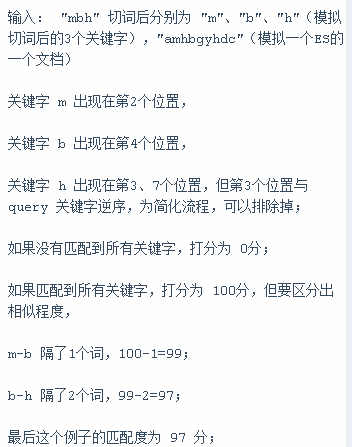 输入： "mbh" 切词后分别为 "m"、"b"、"h"（模拟
切词后的3个关键字），"amhbgyhdc"（模拟一个ES的
一个文档）
关键字 m 出现在第2个位置，
关键字 b 出现在第4个位置，
关键字 h 出现在第3、7个位置，但第3个位置与
query 关键字逆序，为简化流程，可以排除掉；
如果没有匹配到所有关键字，打分为 0分；
如果匹配到所有关键字，打分为 100分，但要区分出
相似程度，
m-b 隔了1个词，100-1=99；
b-h 隔了2个词，99-2=97；
最后这个例子的匹配度为 97 分；